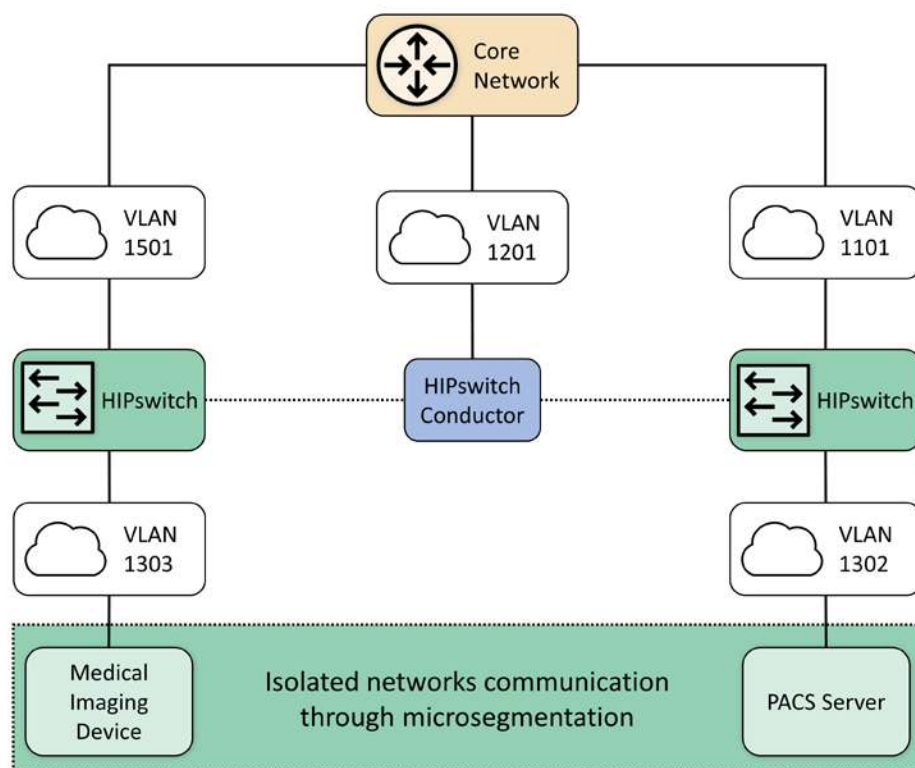 Core
Network
VLAN
1501
VLAN
1201
VLAN
1101
HIPswitch
HIPswitch
Conductor
HIPswitch
VLAN
1303
VLAN
1302
Medical
Imaging
Device
Isolated networks communication
through microsegmentation
PACS Server